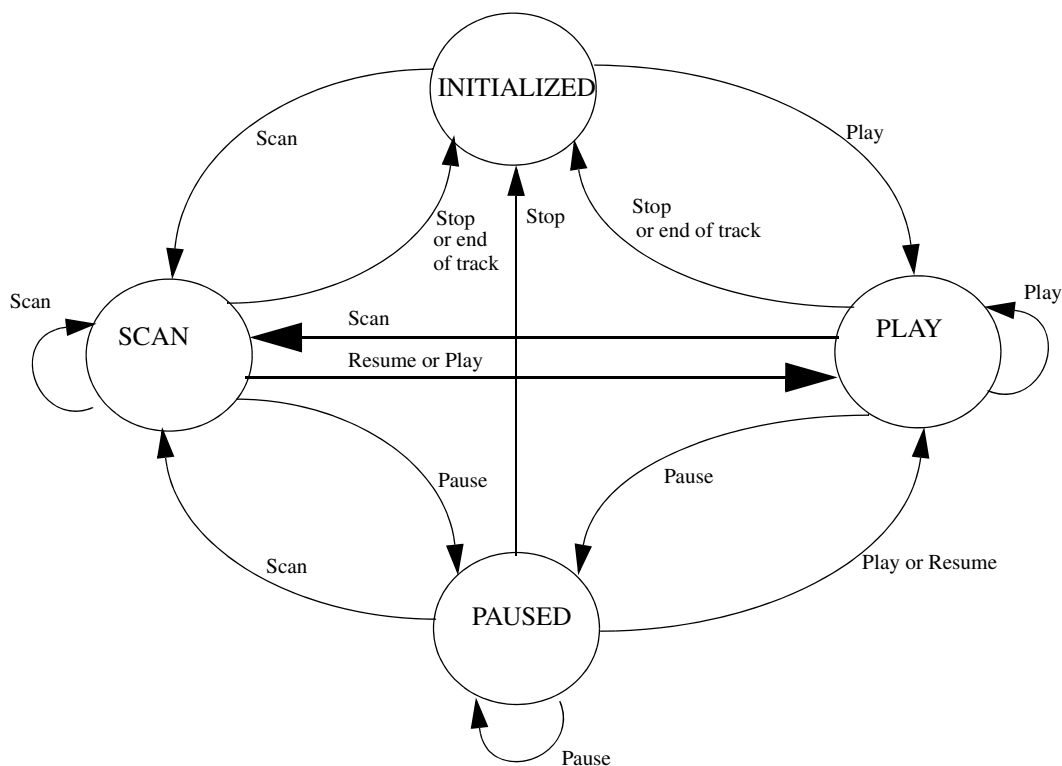 INITIALIZED
Scan
Play
Stop
or end
of track
Stop
Stop
or end of track
Scan
Play
SCAN
Scan
PLAY
Resume or Play
Pause
Pause
Scan
Play or Resume
PAUSED
Pause